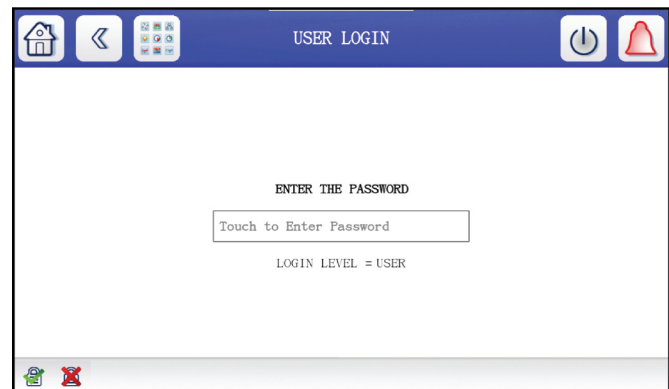 USER LOGIN
ENTER THE PASSWORD
Touch to Enter Password
LOGIN LEVEL = USER